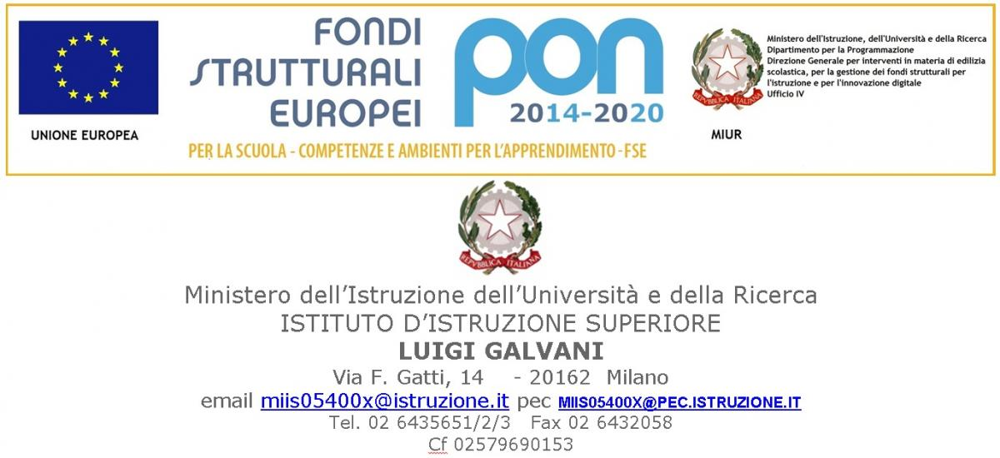 UNIONE EUROPEA
FONDI
STRUTTURALI
EUROPEI
pon
2014-2020
PER LA SCUOLA - COMPETENZE E AMBIENTI PER L'APPRENDIMENTO-FSE
REPVBBLICA ITALIANA
MIUR
Ministero dell'Istruzione, dell'Università e della Ricerca
Dipartimento per la Programmazione
Direzione Generale per interventi in materia di edilizia
scolastica, per la gestione dei fondi strutturali per
l'istruzione e per l'innovazione digitale
Ufficio IV
REPVBBLICA ITALIANA
Ministero dell'Istruzione dell'Università e della Ricerca
ISTITUTO D'ISTRUZIONE SUPERIORE
LUIGI GALVANI
Via F. Gatti, 14 - 20162 Milano
email miis05400x@istruzione.it pec MIIS05400X@PEC.ISTRUZIONE.IT
Tel. 02 6435651/2/3 Fax 02 6432058
Cf 02579690153